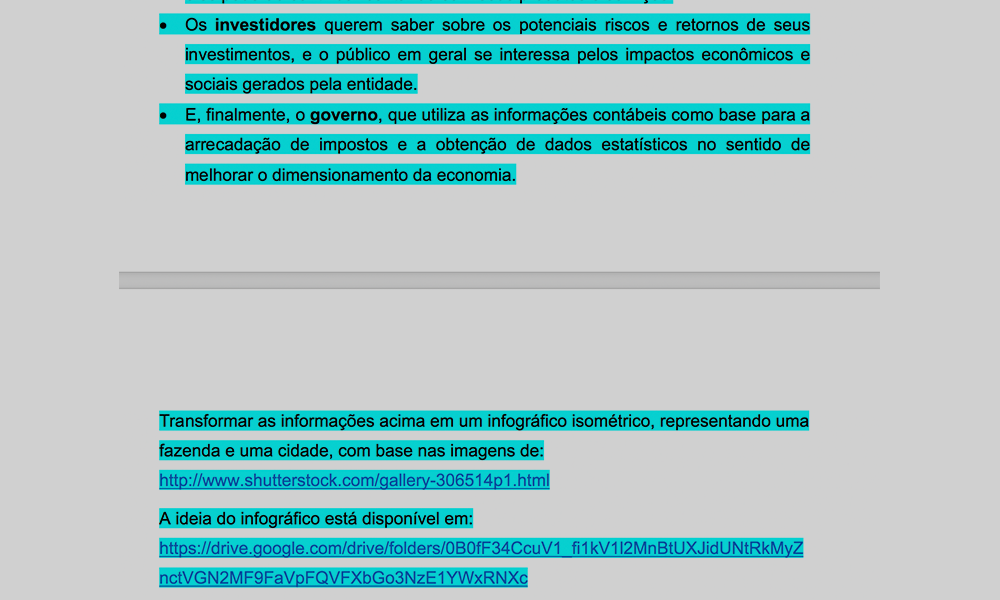 • Os investidores querem saber sobre os potenciais riscos e retornos de seus
investimentos, e o público em geral se interessa pelos impactos econômicos e
sociais gerados pela entidade.
• E, finalmente, o governo, que utiliza as informações contábeis como base para a
arrecadação de impostos e a obtenção de dados estatísticos no sentido de
melhorar o dimensionamento da economia.
Transformar as informações acima em um infográfico isométrico, representando uma
fazenda e uma cidade, com base nas imagens de:
http://www.shutterstock.com/gallery-306514p1.html
A ideia do infográfico está disponível em:
https://drive.google.com/drive/folders/0B0fF34CcuV1_fi1kV1l2MnBtUXJidUNtRkMyZ
nctVGN2MF9FaVpFQVFXbGo3NzE1YWxRNXc